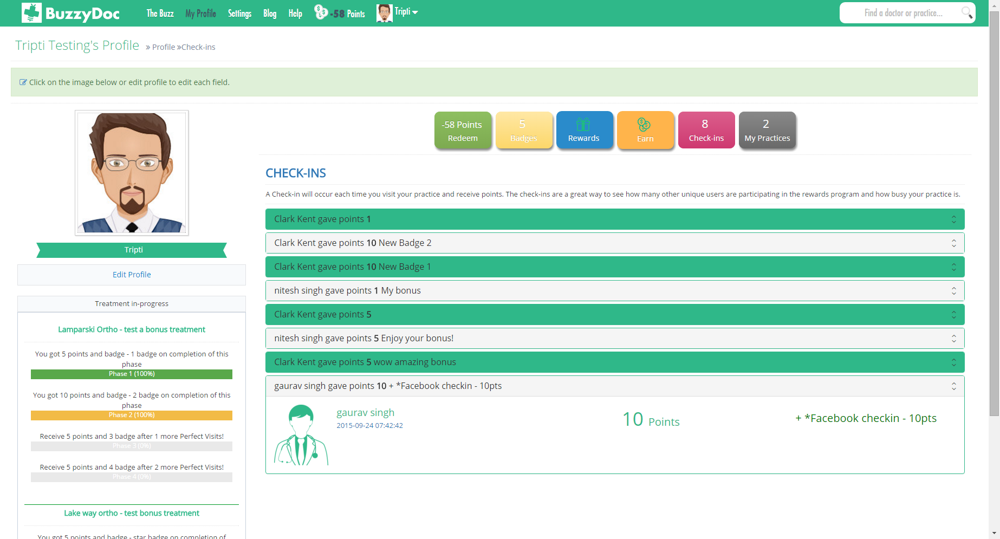 BuzzyDoc
The Buzz My Profile Settings Blog Help -58 Points Tripti
Find a doctor or practice...
Tripti Testing's Profile » Profile »Check-ins
Click on the image below or edit profile to edit each field.
-58 Points
Redeem
5
Badges
Rewards
Earn
8
Check-ins
2
My Practices
Tripti
Edit Profile
Treatment in-progress
Lamparski Ortho - test a bonus treatment
You got 5 points and badge - 1 badge on completion of this
phase
Phase 1 (100%)
You got 10 points and badge - 2 badge on completion of this
phase
Phase 2 (100%)
Receive 5 points and 3 badge after 1 more Perfect Visits!
Phase 3 (0%)
Receive 5 points and 4 badge after 2 more Perfect Visits!
Phase 4 (0%)
Lake way ortho - test bonus treatment
You got 5 points and badge - star badge on completion of
CHECK-INS
A Check-in will occur each time you visit your practice and receive points. The check-ins are a great way to see how many other unique users are participating in the rewards program and how busy your practice is.
Clark Kent gave points 1
Clark Kent gave points 10 New Badge 2
Clark Kent gave points 10 New Badge 1
nitesh singh gave points 1 My bonus
Clark Kent gave points 5
nitesh singh gave points 5 Enjoy your bonus!
Clark Kent gave points 5 wow amazing bonus
gaurav singh gave points 10 + *Facebook checkin - 10pts
gaurav singh
2015-09-24 07:42:42
10 Points
+ *Facebook checkin - 10pts